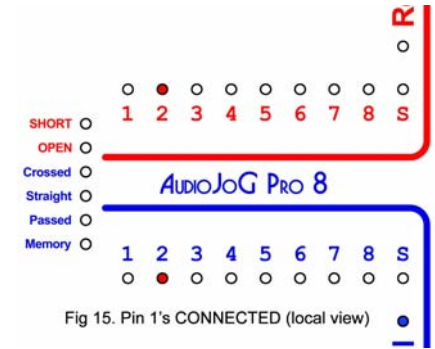 R
1 2 3 4 5 6 7 8 S
SHORT
OPEN
Crossed
Straight
Passed
Memory
AUDIOJOG PRO 8
1 2 3 4 5 6 7 8 S
Fig 15. Pin 1's CONNECTED (local view)